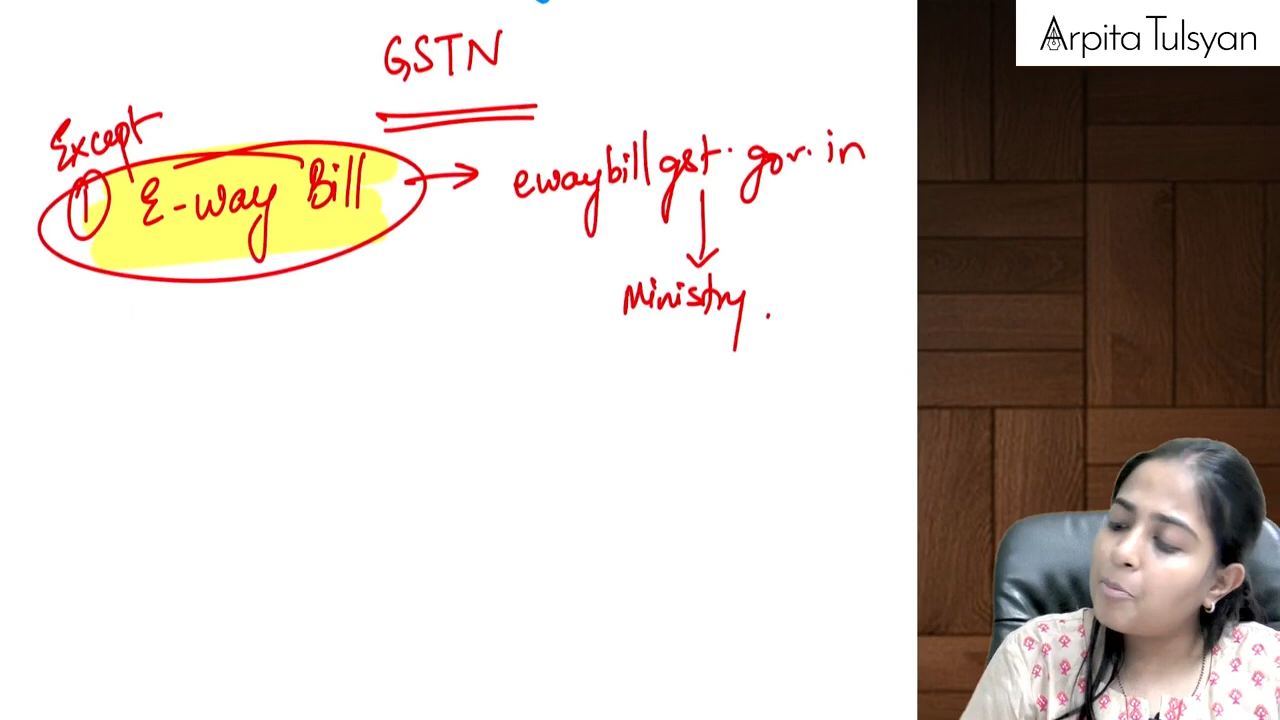 Arpita Tulsyan
GSTN
Except
① E-way Bill → ewaybillgst.gov.in
Ministry.